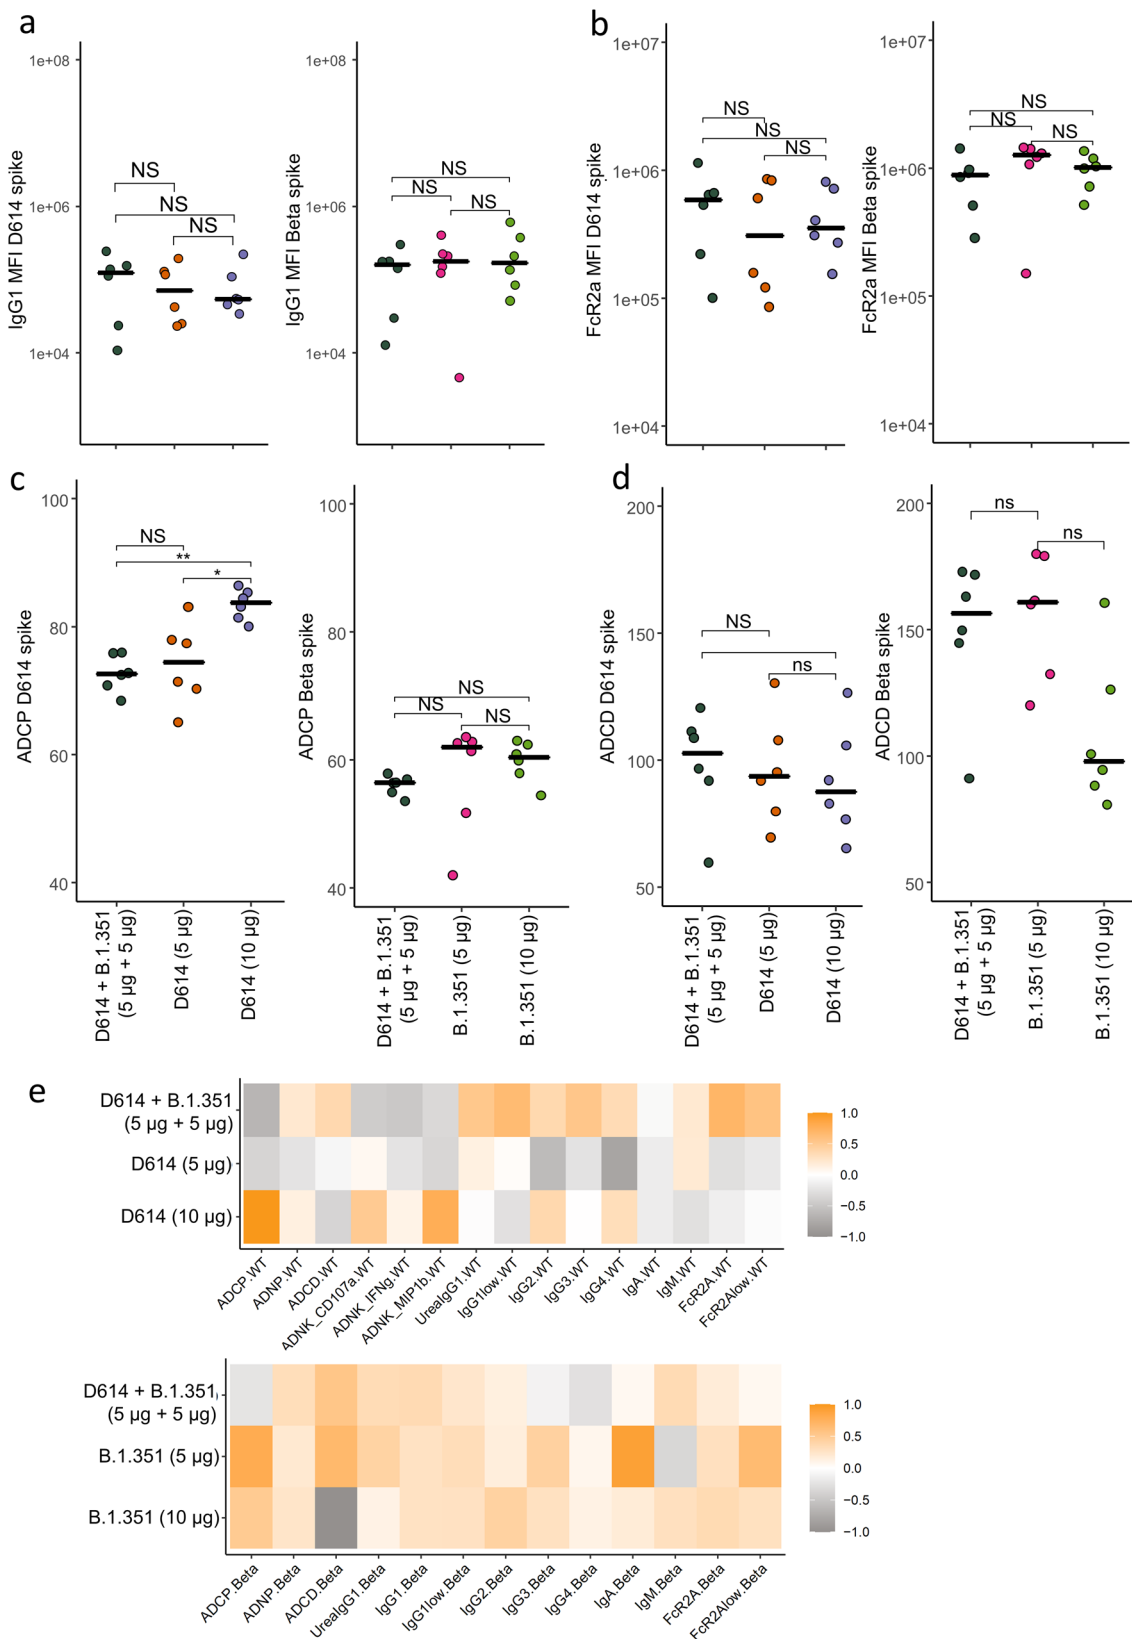 a
IgG1 MFI D614 spike
1e+08
1e+06
1e+04
NS
NS
NS
IgG1 MFI Beta spike
1e+08
1e+06
1e+04
NS
NS
NS
b
FcR2a MFI D614 spike
1e+07
1e+06
1e+05
1e+04
NS
NS
NS
FcR2a MFI Beta spike
1e+07
1e+06
1e+05
1e+04
NS
NS
NS
c
ADCP D614 spike
100
80
60
40
NS
**
*
D614 + B.1.351
(5 µg + 5 µg)
D614 (5 µg)
D614 (10 µg)
ADCP Beta spike
100
80
60
40
NS
NS
NS
D614 + B.1.351
(5 µg + 5 µg)
B.1.351 (5 µg)
B.1.351 (10 µg)
d
ADCD D614 spike
200
150
100
50
NS
ns
D614 + B.1.351
(5 µg + 5 µg)
D614 (5 µg)
D614 (10 µg)
ADCD Beta spike
200
150
100
50
ns
ns
D614 + B.1.351
(5 µg + 5 µg)
B.1.351 (5 µg)
B.1.351 (10 µg)
e
D614 + B.1.351
(5 µg + 5 µg)
D614 (5 µg)
D614 (10 µg)
1.0
0.5
0.0
−0.5
−1.0
ADCP.WT
ADNP.WT
ADCD.WT
ADNK_CD107a.WT
ADNK_IFNg.WT
ADNK_MIP1b.WT
UreaIgG1.WT
IgG1low.WT
IgG2.WT
IgG3.WT
IgG4.WT
IgA.WT
IgM.WT
FcR2A.WT
FcR2Alow.WT
D614 + B.1.351
(5 µg + 5 µg)
B.1.351 (5 µg)
B.1.351 (10 µg)
1.0
0.5
0.0
−0.5
−1.0
ADCP.Beta
ADNP.Beta
ADCD.Beta
UreaIgG1.Beta
IgG1.Beta
IgG1low.Beta
IgG2.Beta
IgG3.Beta
IgG4.Beta
IgA.Beta
IgM.Beta
FcR2A.Beta
FcR2Alow.Beta